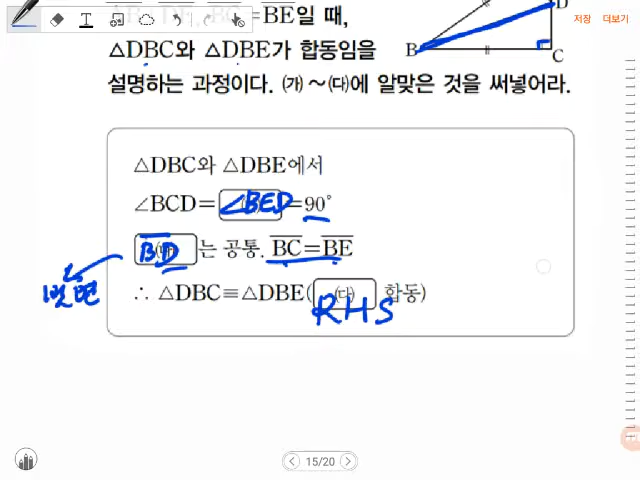 저장 더보기
=BE일 때,
D
△DBC와 △DBE가 합동임을
B
C
설명하는 과정이다. ㈎~㈐에 알맞은 것을 써넣어라.
△DBC와 △DBE에서
∠BCD=∠BED=90°
BD는 공통. BC=BE
빗변
∴ △DBC≡△DBE(㈐ RHS 합동)
15/20